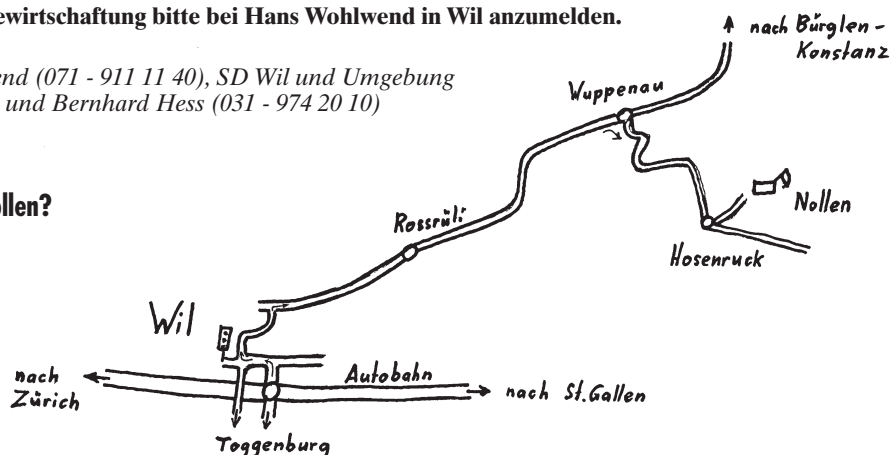 ewirtschaftung bitte bei Hans Wohlwend in Wil anzumelden.
end (071 - 911 11 40), SD Wil und Umgebung
und Bernhard Hess (031 - 974 20 10)
ollen?
nach Bürglen -
Konstanz
Wuppenau
Nollen
Rossrüti
Hosenruck
Wil
nach
Zürich
Autobahn
nach St. Gallen
Toggenburg